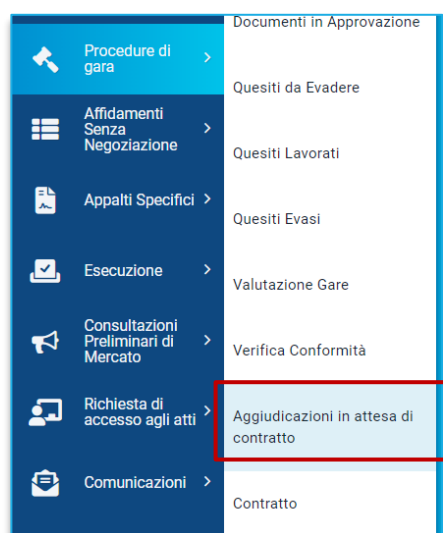 Procedure di
gara
Affidamenti
Senza
Negoziazione
Appalti Specifici
Esecuzione
Consultazioni
Preliminari di
Mercato
Richiesta di
accesso agli atti
Comunicazioni
Documenti in Approvazione
Quesiti da Evadere
Quesiti Lavorati
Quesiti Evasi
Valutazione Gare
Verifica Conformità
Aggiudicazioni in attesa di
contratto
Contratto